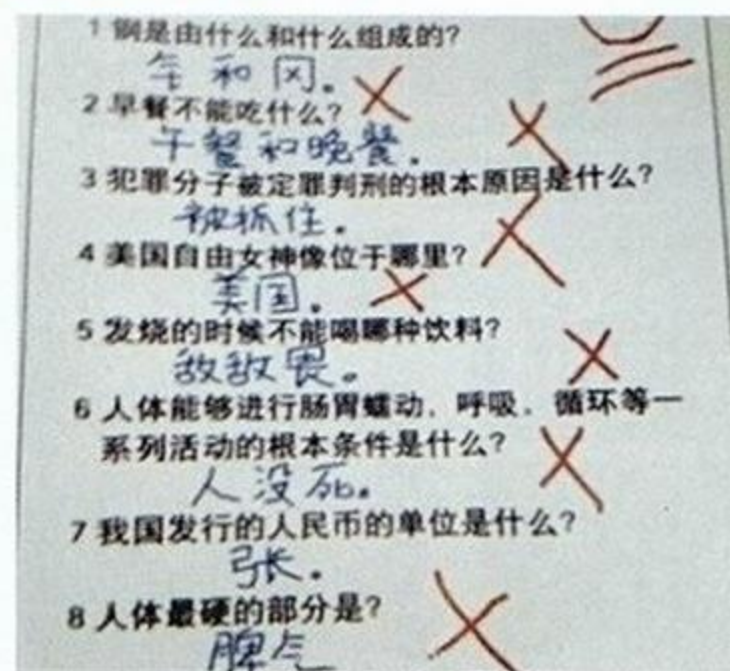 1 钢是由什么和什么组成的？
钅和冈。
2 早餐不能吃什么？
午餐和晚餐。
3 犯罪分子被定罪判刑的根本原因是什么？
被抓住。
4 美国自由女神像位于哪里？
美国。
5 发烧的时候不能喝哪种饮料？
敌敌畏。
6 人体能够进行肠胃蠕动、呼吸、循环等一
系列活动的根本条件是什么？
人没死。
7 我国发行的人民币的单位是什么？
张。
8 人体最硬的部分是？
脾气